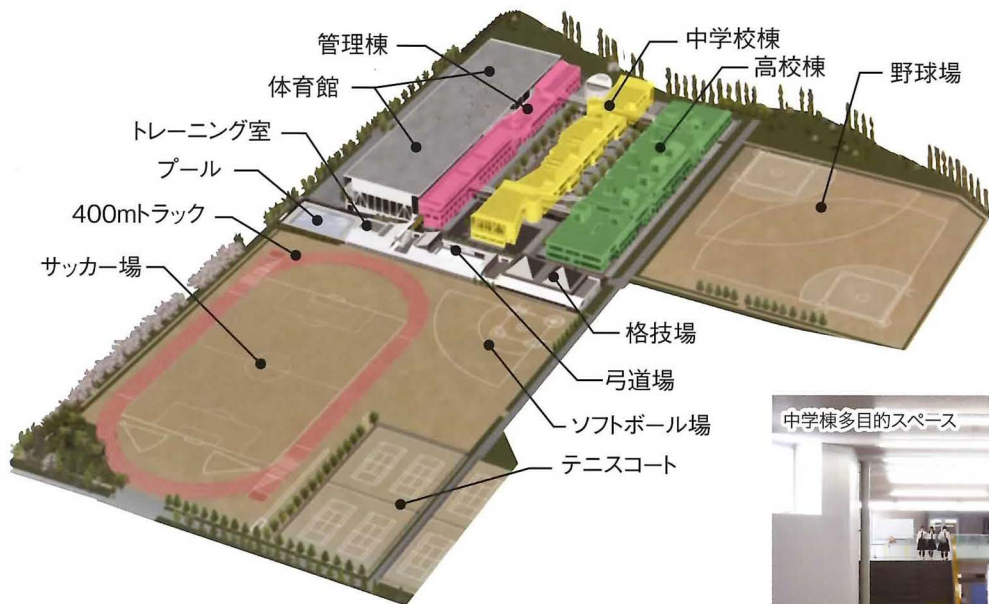 管理棟
体育館
トレーニング室
プール
400mトラック
サッカー場
中学校棟
高校棟
野球場
格技場
弓道場
ソフトボール場
テニスコート
中学棟多目的スペース